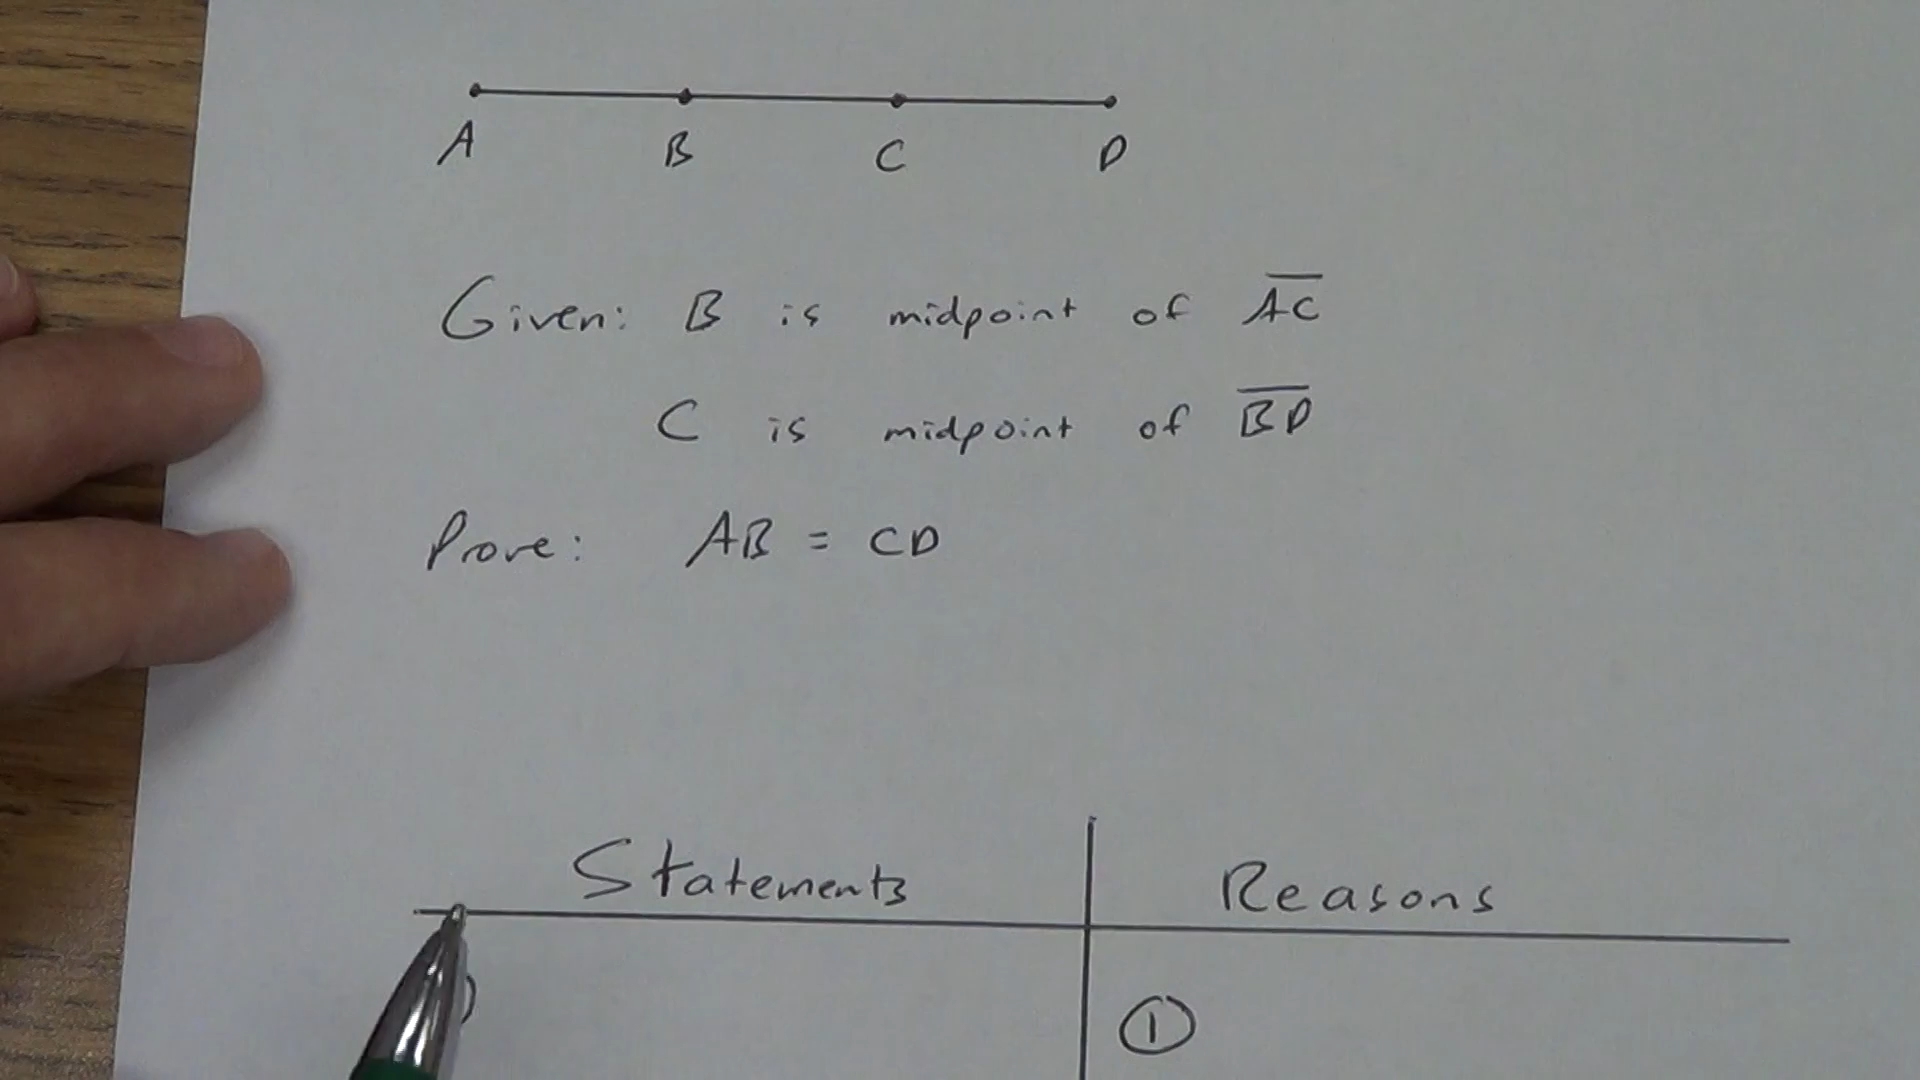 A B C D
Given: B is midpoint of AC
C is midpoint of BD
Prove: AB = CD
Statements Reasons
①